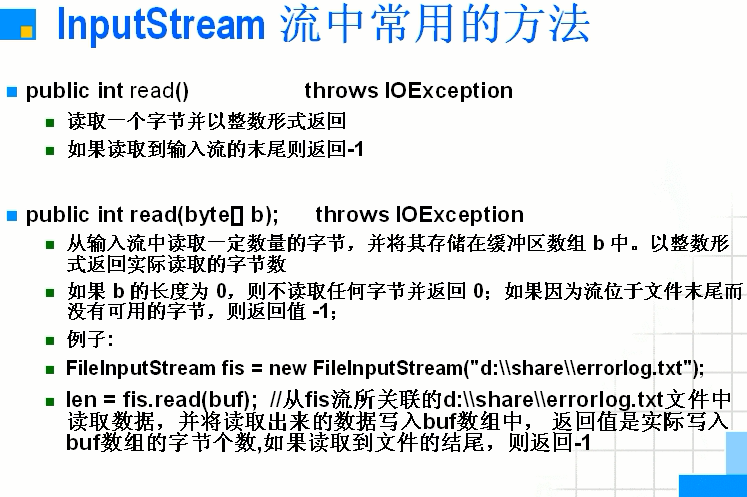 InputStream 流中常用的方法
public int read() throws IOException
读取一个字节并以整数形式返回
如果读取到输入流的末尾则返回-1
public int read(byte[] b); throws IOException
从输入流中读取一定数量的字节，并将其存储在缓冲区数组 b 中。以整数形
式返回实际读取的字节数
如果 b 的长度为 0，则不读取任何字节并返回 0；如果因为流位于文件末尾而
没有可用的字节，则返回值 -1；
例子：
FileInputStream fis = new FileInputStream("d:\\share\\errorlog.txt");
len = fis.read(buf); //从fis流所关联的d:\\share\\errorlog.txt文件中
读取数据，并将读取出来的数据写入buf数组中， 返回值是实际写入
buf数组的字节个数,如果读取到文件的结尾，则返回-1